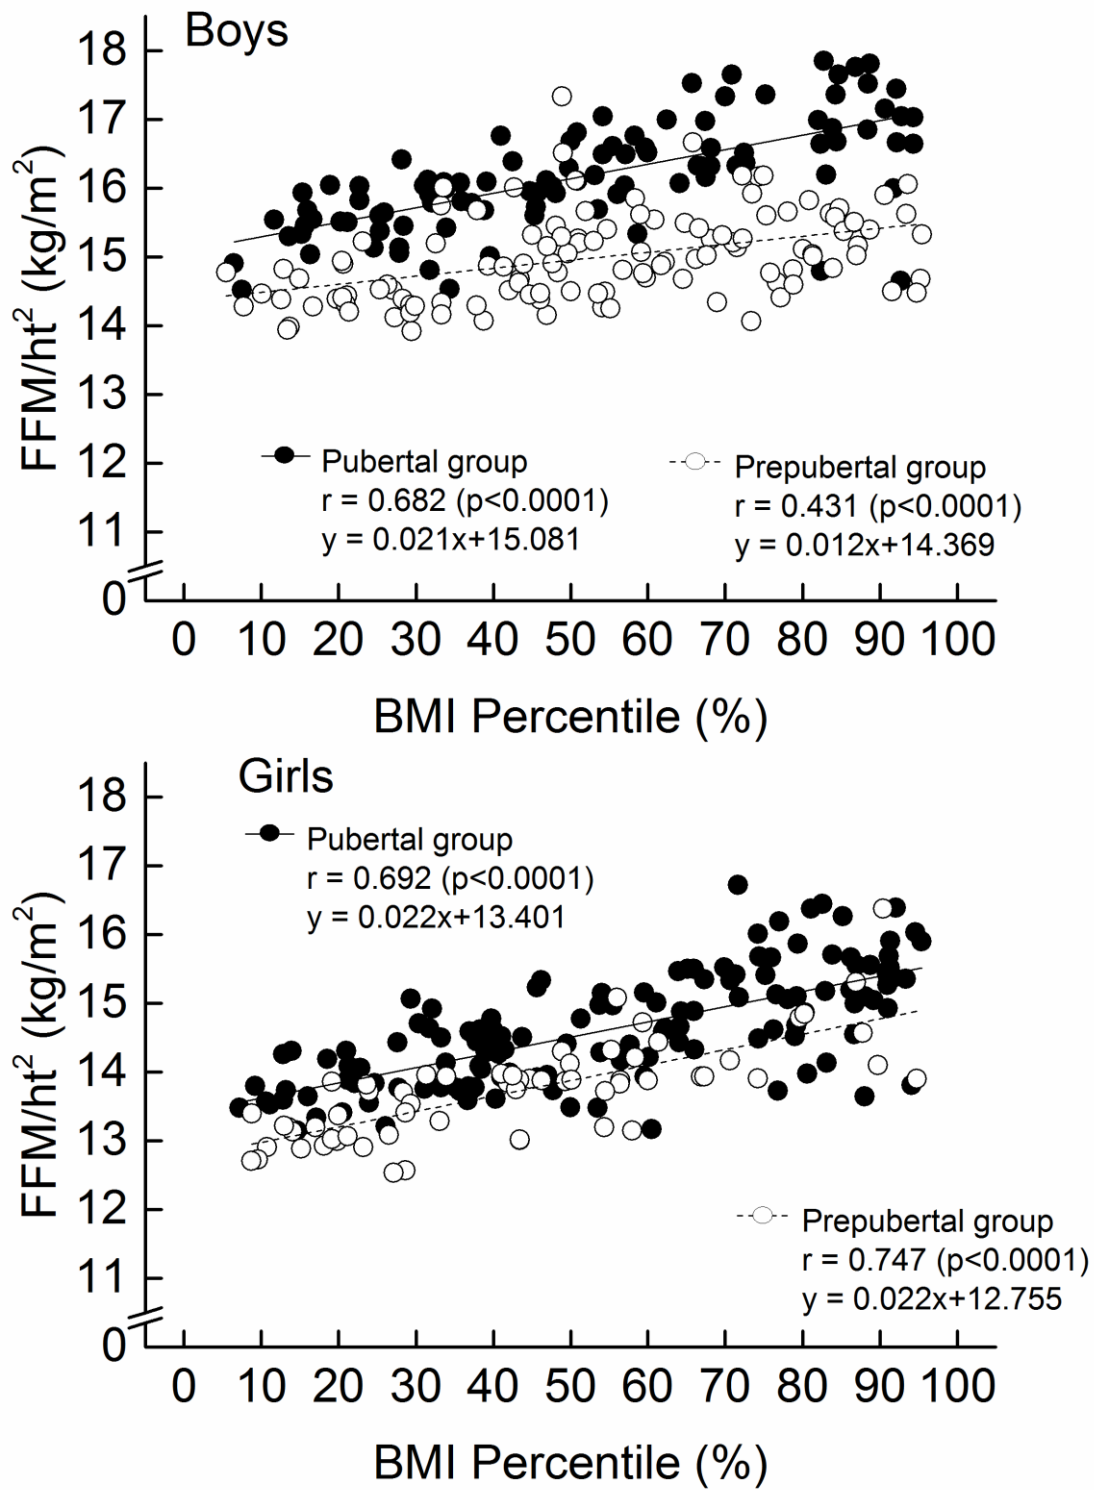 Boys
18
17
16
15
14
13
12
11
0
FFM/ht² (kg/m²)
Pubertal group
r = 0.682 (p<0.0001)
y = 0.021x+15.081
Prepubertal group
r = 0.431 (p<0.0001)
y = 0.012x+14.369
0 10 20 30 40 50 60 70 80 90 100
BMI Percentile (%)
Girls
18
17
16
15
14
13
12
11
0
FFM/ht² (kg/m²)
Pubertal group
r = 0.692 (p<0.0001)
y = 0.022x+13.401
Prepubertal group
r = 0.747 (p<0.0001)
y = 0.022x+12.755
0 10 20 30 40 50 60 70 80 90 100
BMI Percentile (%)